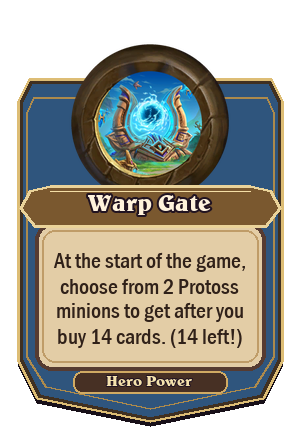 Warp Gate
At the start of the game,
choose from 2 Protoss
minions to get after you
buy 14 cards. (14 left!)
Hero Power